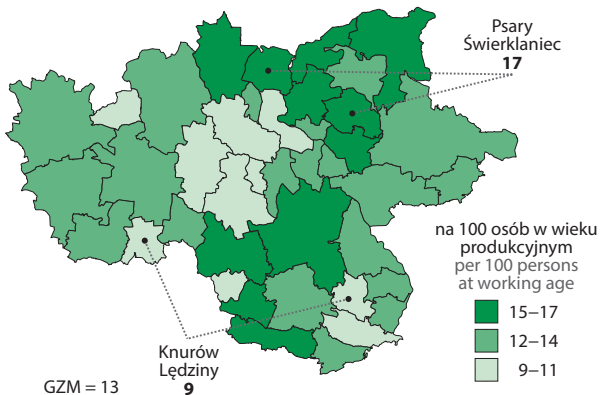 Psary
Świerklaniec
17
na 100 osób w wieku
produkcyjnym
per 100 persons
at working age
15–17
12–14
9–11
Knurów
Lędziny
9
GZM = 13